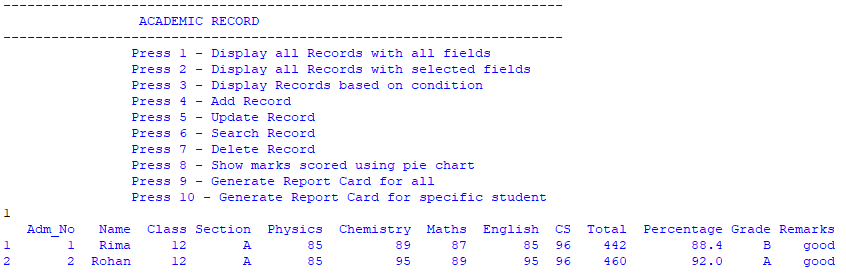 ----------------------------------------------------------------------
ACADEMIC RECORD
----------------------------------------------------------------------
Press 1 - Display all Records with all fields
Press 2 - Display all Records with selected fields
Press 3 - Display Records based on condition
Press 4 - Add Record
Press 5 - Update Record
Press 6 - Search Record
Press 7 - Delete Record
Press 8 - Show marks scored using pie chart
Press 9 - Generate Report Card for all
Press 10 - Generate Report Card for specific student
1
Adm_No Name Class Section Physics Chemistry Maths English CS Total Percentage Grade Remarks
1 1 Rima 12 A 85 89 87 85 96 442 88.4 B good
2 2 Rohan 12 A 85 95 89 95 96 460 92.0 A good